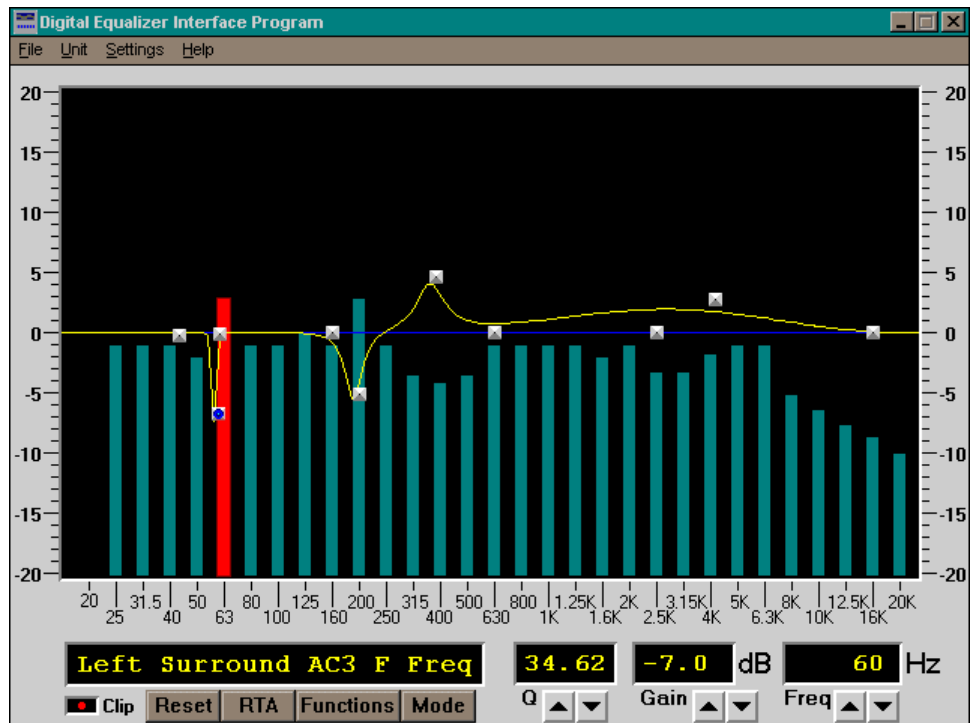 Digital Equalizer Interface Program
File Unit Settings Help
20 20
15 15
10 10
5 5
0 0
-5 -5
-10 -10
-15 -15
-20 -20
20 31.5 50 80 125 200 315 500 800 1.25K 2K 3.15K 5K 8K 12.5K 20K
25 40 63 100 160 250 400 630 1K 1.6K 2.5K 4K 6.3K 10K 16K
Left Surround AC3 F Freq 34.62 -7.0 dB 60 Hz
Clip Reset RTA Functions Mode Q Gain Freq